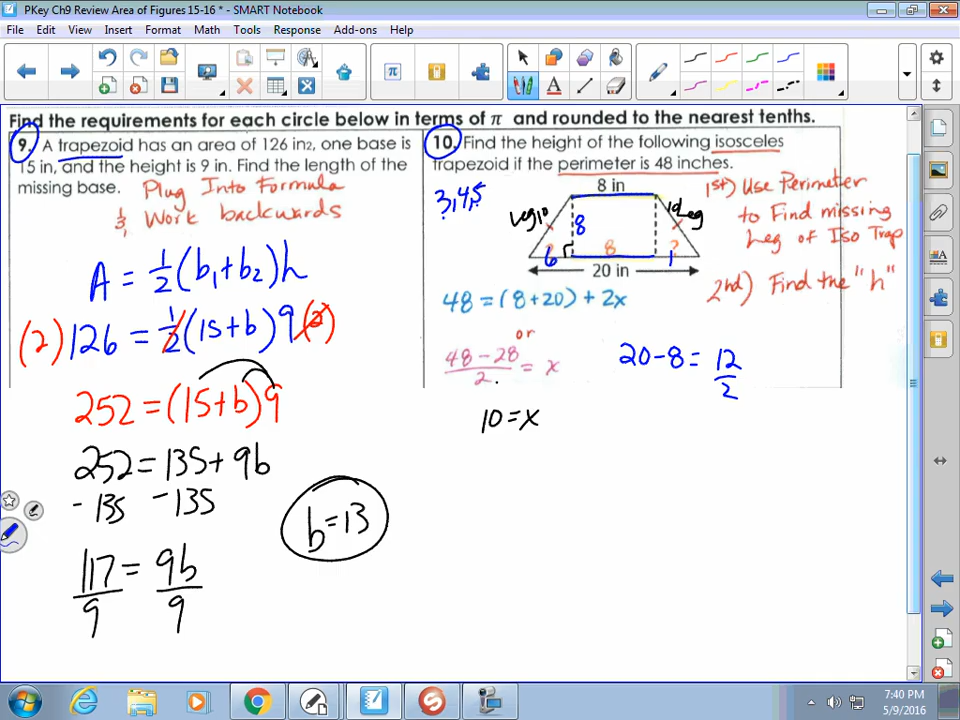 PKey Ch9 Review Area of Figures 15-16 * - SMART Notebook
File Edit View Insert Format Math Tools Response Add-ons Help
Find the requirements for each circle below in terms of π and rounded to the nearest tenths.
9. A trapezoid has an area of 126 in2, one base is
15 in, and the height is 9 in. Find the length of the
missing base.
Plug Into Formula
& Work backwards
A = 1/2 (b1 + b2) h
(2) 126 = 1/2 (15 + b) 9 (2)
252 = (15 + b) 9
252 = 135 + 9b
- 135 - 135
117 = 9b
9 9
b = 13
10. Find the height of the following isosceles
trapezoid if the perimeter is 48 inches.
3, 4, 5
8 in
Leg 10
10 Leg
8
6
8
?
20 in
1st) Use Perimeter
to Find missing
Leg of Iso Trap
2nd) Find the "h"
48 = (8 + 20) + 2x
or
48 - 28 = x
2
10 = x
20 - 8 = 12
2
7:40 PM
5/9/2016